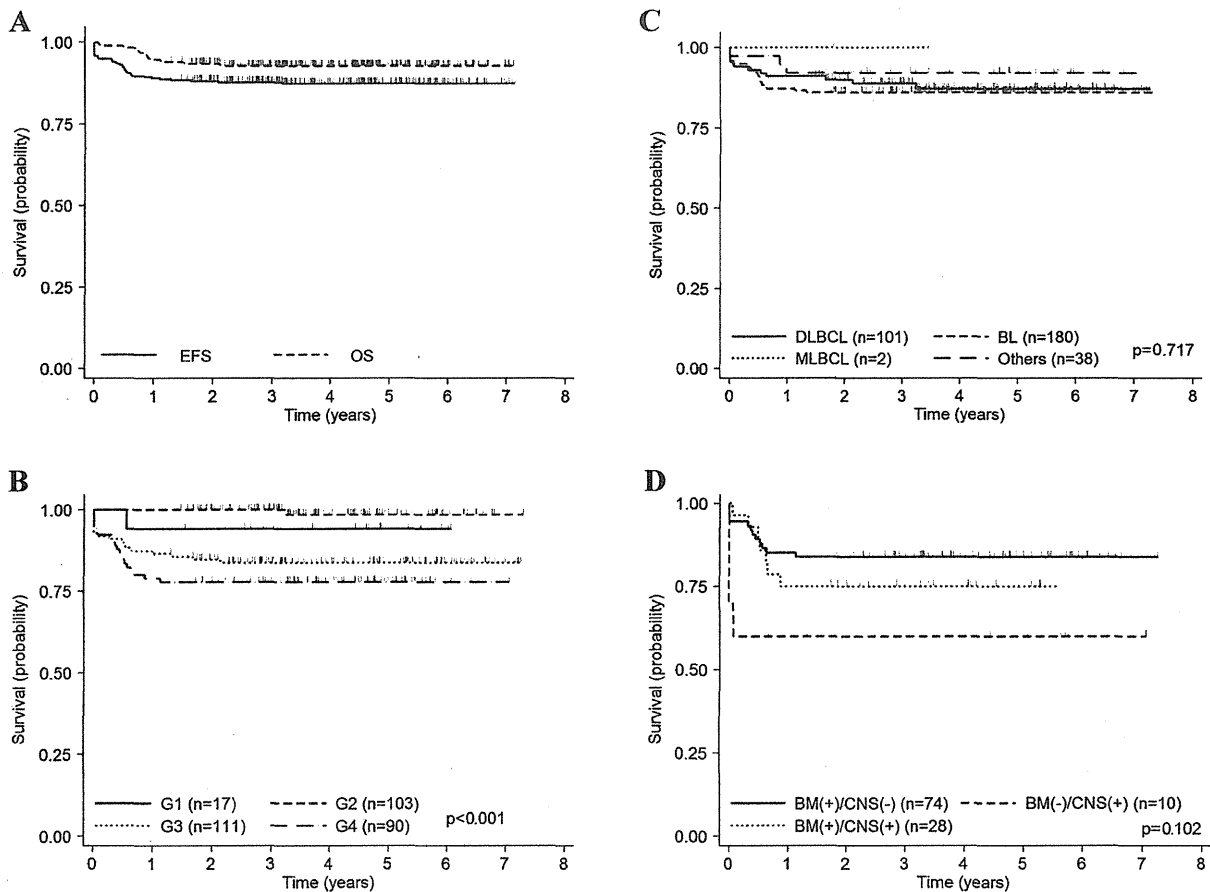 A
Survival (probability)
1.00
0.75
0.50
0.25
0.00
EFS OS
0 1 2 3 4 5 6 7 8
Time (years)
C
Survival (probability)
1.00
0.75
0.50
0.25
0.00
DLBCL (n=101) BL (n=180)
MLBCL (n=2) Others (n=38)
p=0.717
0 1 2 3 4 5 6 7 8
Time (years)
B
Survival (probability)
1.00
0.75
0.50
0.25
0.00
G1 (n=17) G2 (n=103)
G3 (n=111) G4 (n=90)
p<0.001
0 1 2 3 4 5 6 7 8
Time (years)
D
Survival (probability)
1.00
0.75
0.50
0.25
0.00
BM(+)/CNS(-) (n=74) BM(-)/CNS(+) (n=10)
BM(+)/CNS(+) (n=28)
p=0.102
0 1 2 3 4 5 6 7 8
Time (years)